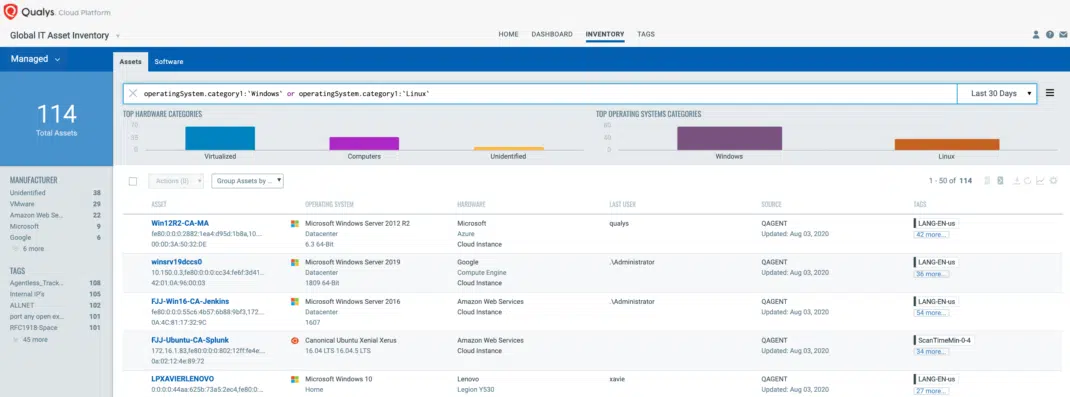 Qualys. Cloud Platform
Global IT Asset Inventory
HOME DASHBOARD INVENTORY TAGS
Managed
Assets Software
114
Total Assets
operatingSystem.category1:'Windows' or operatingSystem.category1:'Linux'
Last 30 Days
TOP HARDWARE CATEGORIES
TOP OPERATING SYSTEMS CATEGORIES
Virtualized Computers Unidentified
Windows Linux
Actions (0) Group Assets by ...
1 - 50 of 114
MANUFACTURER
Unidentified 38
VMware 29
Amazon Web Se... 22
Microsoft 9
Google 6
6 more
TAGS
Agentless_Track... 108
Internal IP's 105
ALLNET 102
port any open ex... 101
RFC1918-Space 101
45 more
ASSET OPERATING SYSTEM HARDWARE LAST USER SOURCE TAGS
Win12R2-CA-MA Microsoft Windows Server 2012 R2 Microsoft qualys QAGENT LANG-EN-us
fe80:0:0:0:2882:1ea4:d95d:1b8a,10.... Datacenter Azure Updated: Aug 03, 2020 42 more...
00:0D:3A:50:32:DE 6.3 64-Bit Cloud Instance
winsrv19dccs0 Microsoft Windows Server 2019 Google .\Administrator QAGENT LANG-EN-us
10.150.0.3,fe80:0:0:0:cc34:fe6f:3d41... Datacenter Compute Engine Updated: Aug 03, 2020 36 more...
42:01:0A:96:00:03 1809 64-Bit Cloud Instance
FJJ-Win16-CA-Jenkins Microsoft Windows Server 2016 Amazon Web Services .\Administrator QAGENT LANG-EN-us
fe80:0:0:0:55c6:4b57:6b88:9bf3,172... Datacenter Cloud Instance Updated: Aug 03, 2020 54 more...
0A:4C:81:17:32:9C 1607
FJJ-Ubuntu-CA-Splunk Canonical Ubuntu Xenial Xerus Amazon Web Services QAGENT ScanTimeMin-0-4
172.16.1.83,fe80:0:0:0:802:12ff:fe4e... 16.04 LTS 16.04.5 LTS Cloud Instance Updated: Aug 03, 2020 34 more...
0a:02:12:4e:89:72
LPXAVIERLENOVO Microsoft Windows 10 Lenovo xavie QAGENT LANG-EN-us
0:0:0:0:44aa:625b:73a5:2ec4,fe80:0:... Home Legion Y530 Updated: Aug 03, 2020 27 more...